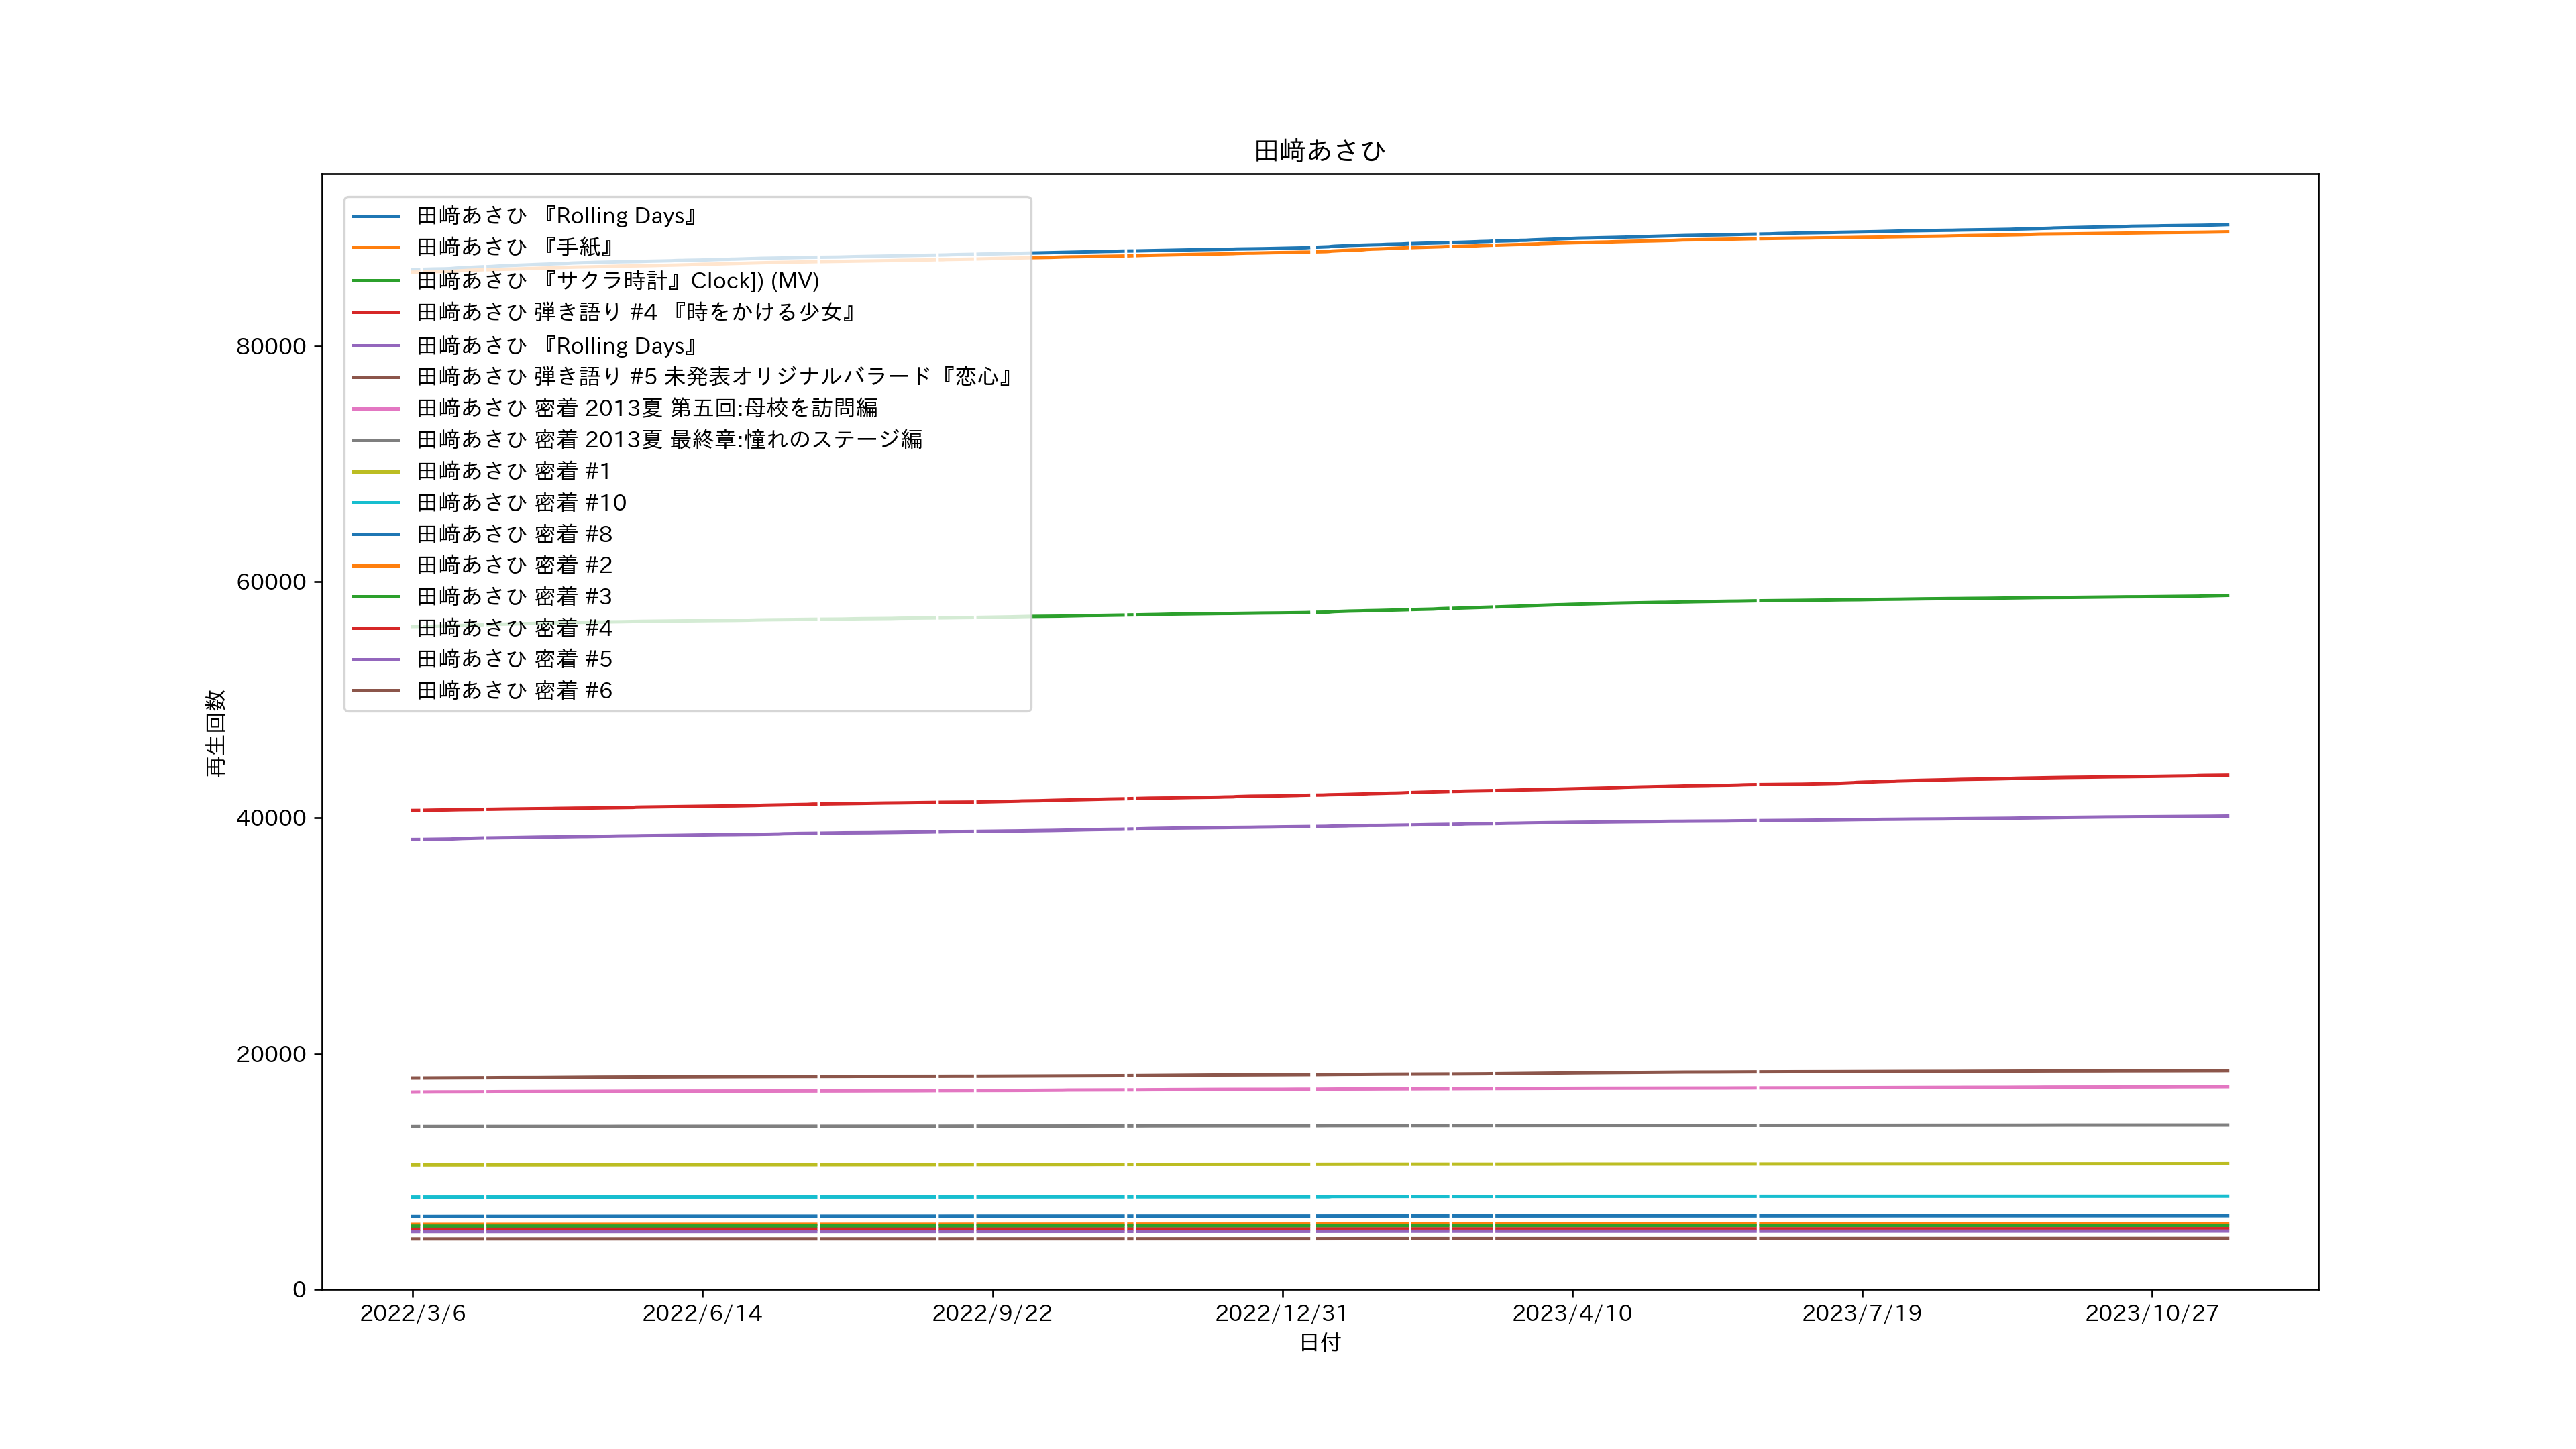 田﨑あさひ
田﨑あさひ 『Rolling Days』
田﨑あさひ 『手紙』
田﨑あさひ 『サクラ時計』Clock]) (MV)
田﨑あさひ 弾き語り #4 『時をかける少女』
田﨑あさひ 『Rolling Days』
田﨑あさひ 弾き語り #5 未発表オリジナルバラード『恋心』
田﨑あさひ 密着 2013夏 第五回:母校を訪問編
田﨑あさひ 密着 2013夏 最終章:憧れのステージ編
田﨑あさひ 密着 #1
田﨑あさひ 密着 #10
田﨑あさひ 密着 #8
田﨑あさひ 密着 #2
田﨑あさひ 密着 #3
田﨑あさひ 密着 #4
田﨑あさひ 密着 #5
田﨑あさひ 密着 #6
再生回数
80000
60000
40000
20000
0
2022/3/6 2022/6/14 2022/9/22 2022/12/31 2023/4/10 2023/7/19 2023/10/27
日付